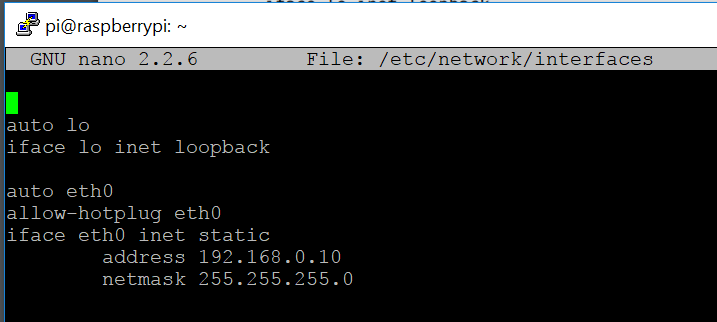 pi@raspberrypi: ~
GNU nano 2.2.6 File: /etc/network/interfaces
auto lo
iface lo inet loopback
auto eth0
allow-hotplug eth0
iface eth0 inet static
address 192.168.0.10
netmask 255.255.255.0